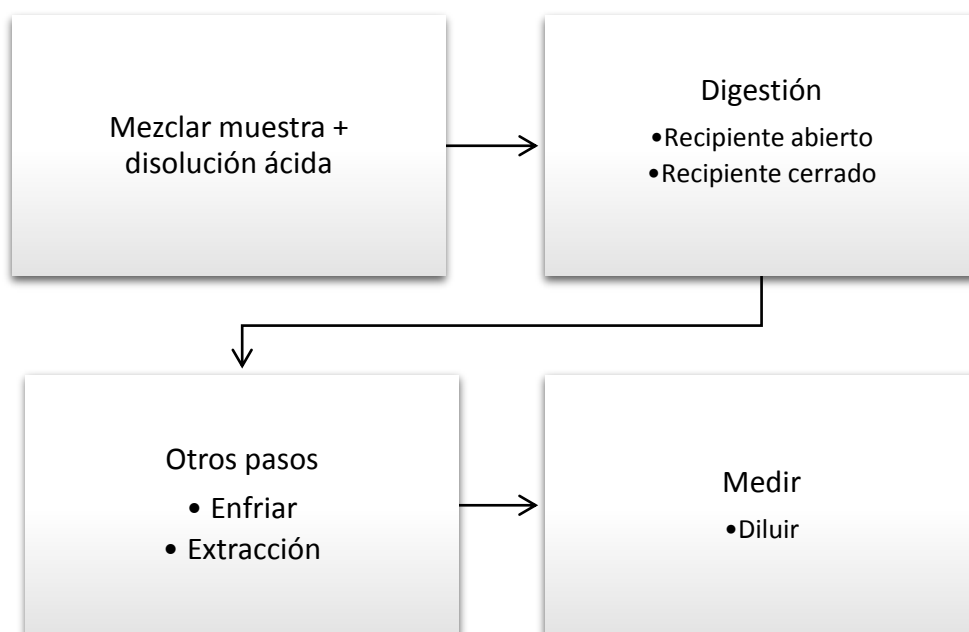 Mezclar muestra +
disolución ácida
Digestión
•Recipiente abierto
•Recipiente cerrado
Otros pasos
• Enfriar
• Extracción
Medir
•Diluir